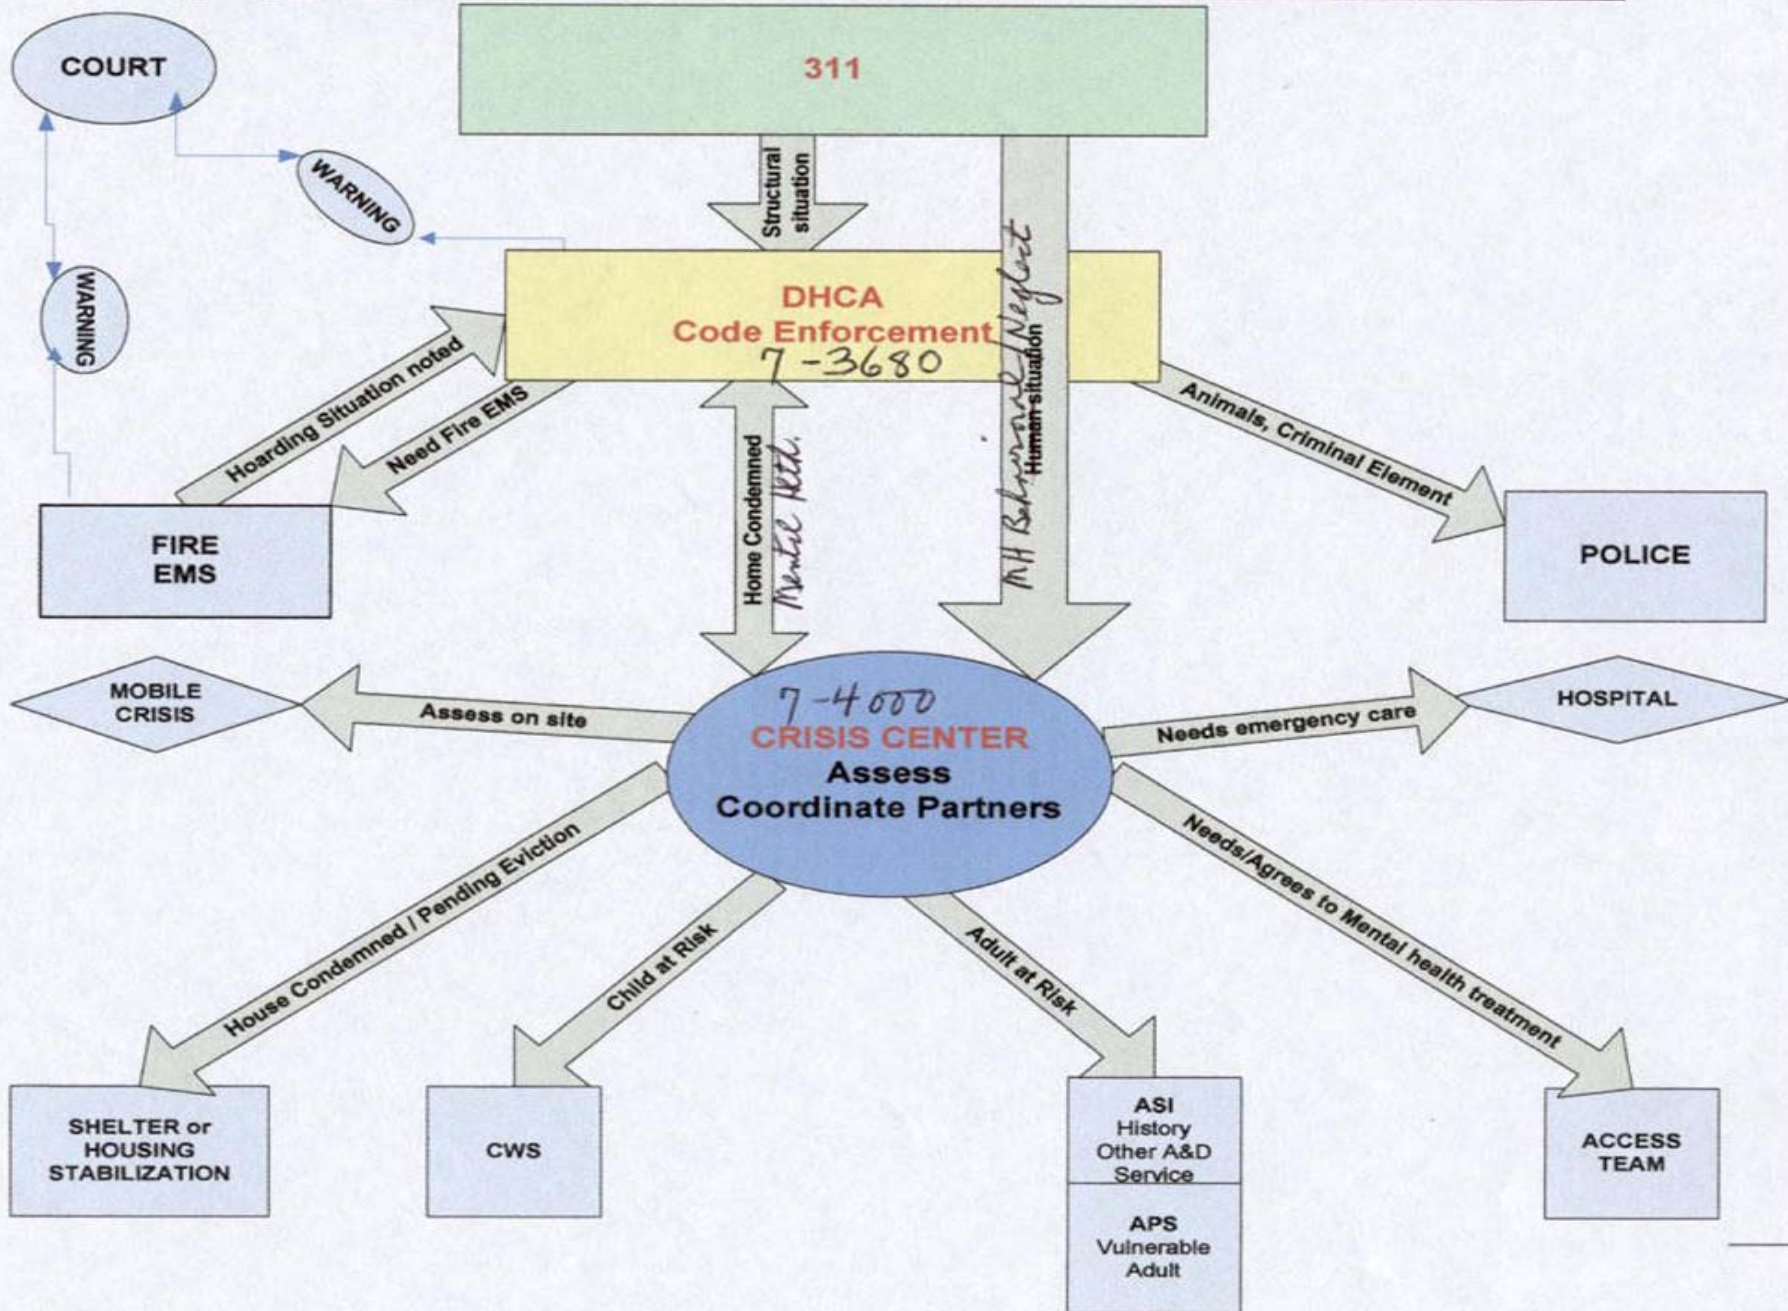 COURT
311
WARNING
Structural
situation
WARNING
DHCA
Code Enforcement
7-3680
MH Behavioral/Neglect
Human situation
Hoarding Situation noted
Need Fire EMS
Home Condemned
Mental Hlth.
Animals, Criminal Element
FIRE
EMS
POLICE
MOBILE
CRISIS
Assess on site
7-4000
CRISIS CENTER
Assess
Coordinate Partners
Needs emergency care
HOSPITAL
House Condemned / Pending Eviction
Child at Risk
Adult at Risk
Needs/Agrees to Mental health treatment
SHELTER or
HOUSING
STABILIZATION
CWS
ASI
History
Other A&D
Service
APS
Vulnerable
Adult
ACCESS
TEAM